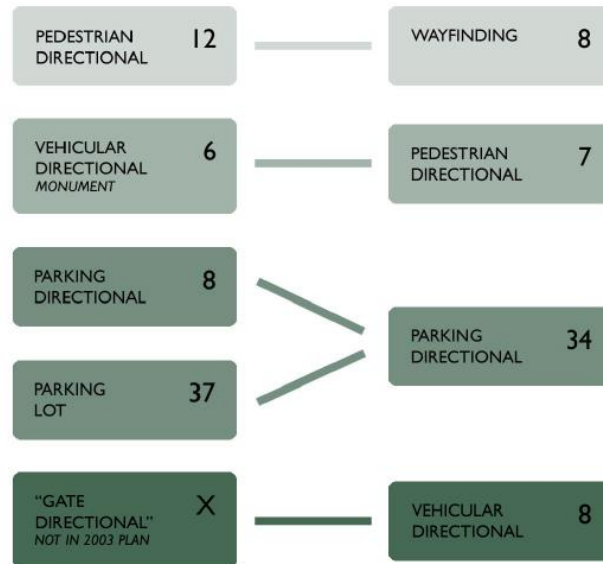 PEDESTRIAN
DIRECTIONAL
12
VEHICULAR
DIRECTIONAL
MONUMENT
6
PARKING
DIRECTIONAL
8
PARKING
LOT
37
"GATE
DIRECTIONAL"
NOT IN 2003 PLAN
X
WAYFINDING
8
PEDESTRIAN
DIRECTIONAL
7
PARKING
DIRECTIONAL
34
VEHICULAR
DIRECTIONAL
8